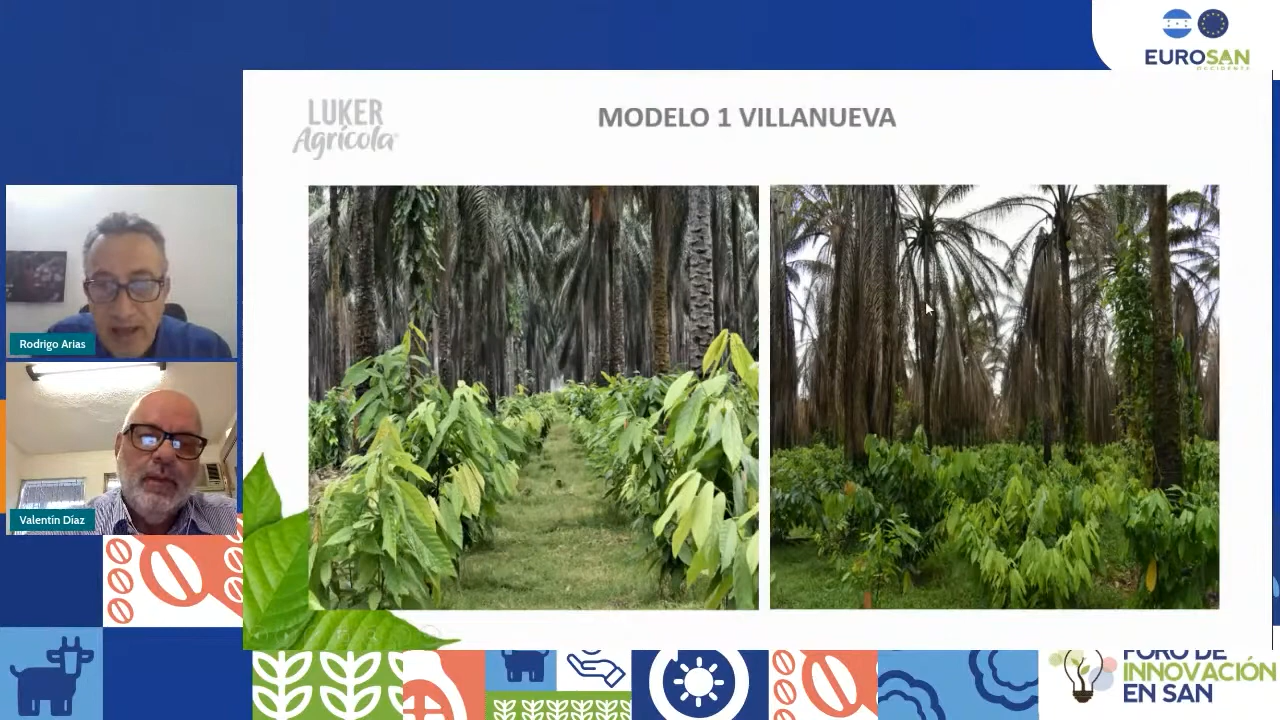 EUROSAN
OCCIDENTE
LUKER
Agrícola
MODELO 1 VILLANUEVA
Rodrigo Arias
Valentín Díaz
FORO DE
INNOVACIÓN
EN SAN